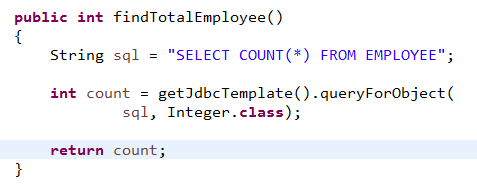 public int findTotalEmployee()
{
    String sql = "SELECT COUNT(*) FROM EMPLOYEE";
    int count = getJdbcTemplate().queryForObject(
            sql, Integer.class);
    return count;
}